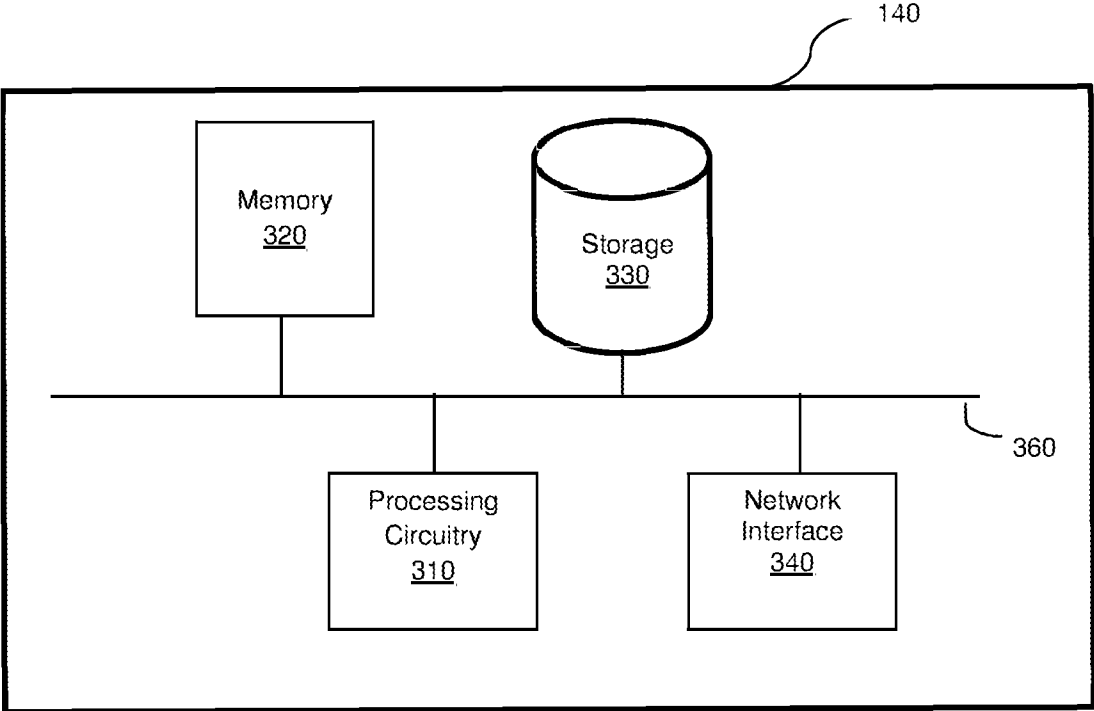 140
Memory
320
Storage
330
360
Processing
Circuitry
310
Network
Interface
340